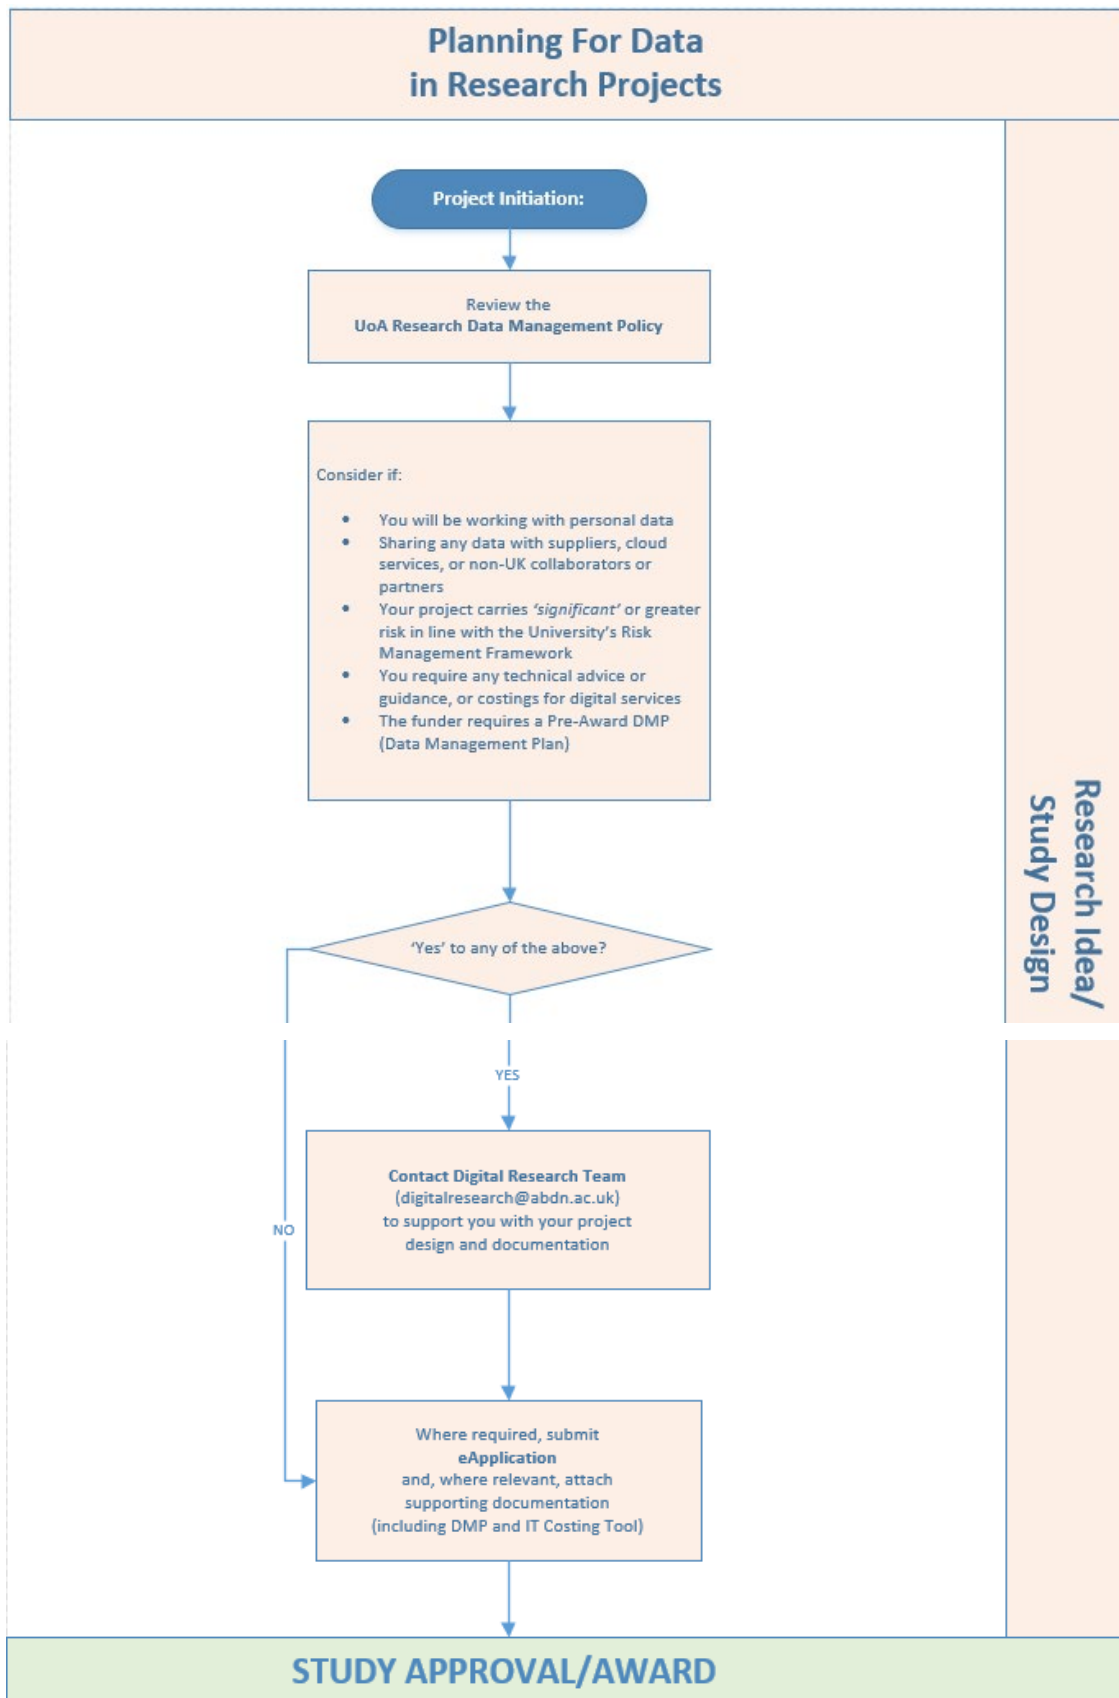 Planning For Data
in Research Projects
Project Initiation:
Review the
UoA Research Data Management Policy
Consider if:
• You will be working with personal data
• Sharing any data with suppliers, cloud
services, or non-UK collaborators or
partners
• Your project carries ‘significant’ or greater
risk in line with the University’s Risk
Management Framework
• You require any technical advice or
guidance, or costings for digital services
• The funder requires a Pre-Award DMP
(Data Management Plan)
Research Idea/
Study Design
‘Yes’ to any of the above?
YES
Contact Digital Research Team
(digitalresearch@abdn.ac.uk)
to support you with your project
design and documentation
NO
Where required, submit
eApplication
and, where relevant, attach
supporting documentation
(including DMP and IT Costing Tool)
STUDY APPROVAL/AWARD